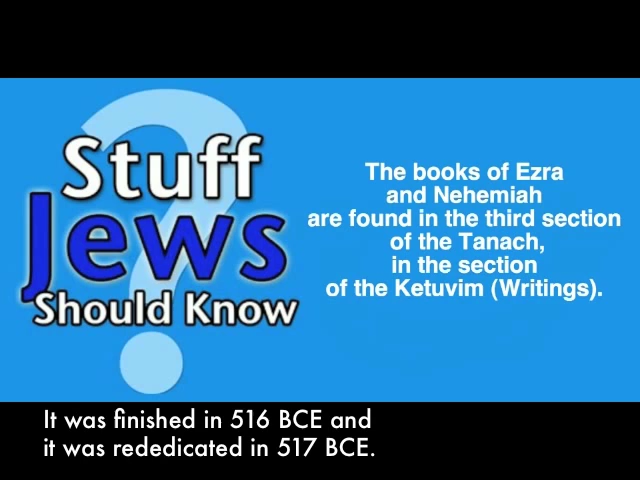 Stuff
Jews
Should Know
The books of Ezra
and Nehemiah
are found in the third section
of the Tanach,
in the section
of the Ketuvim (Writings).
It was finished in 516 BCE and
it was rededicated in 517 BCE.